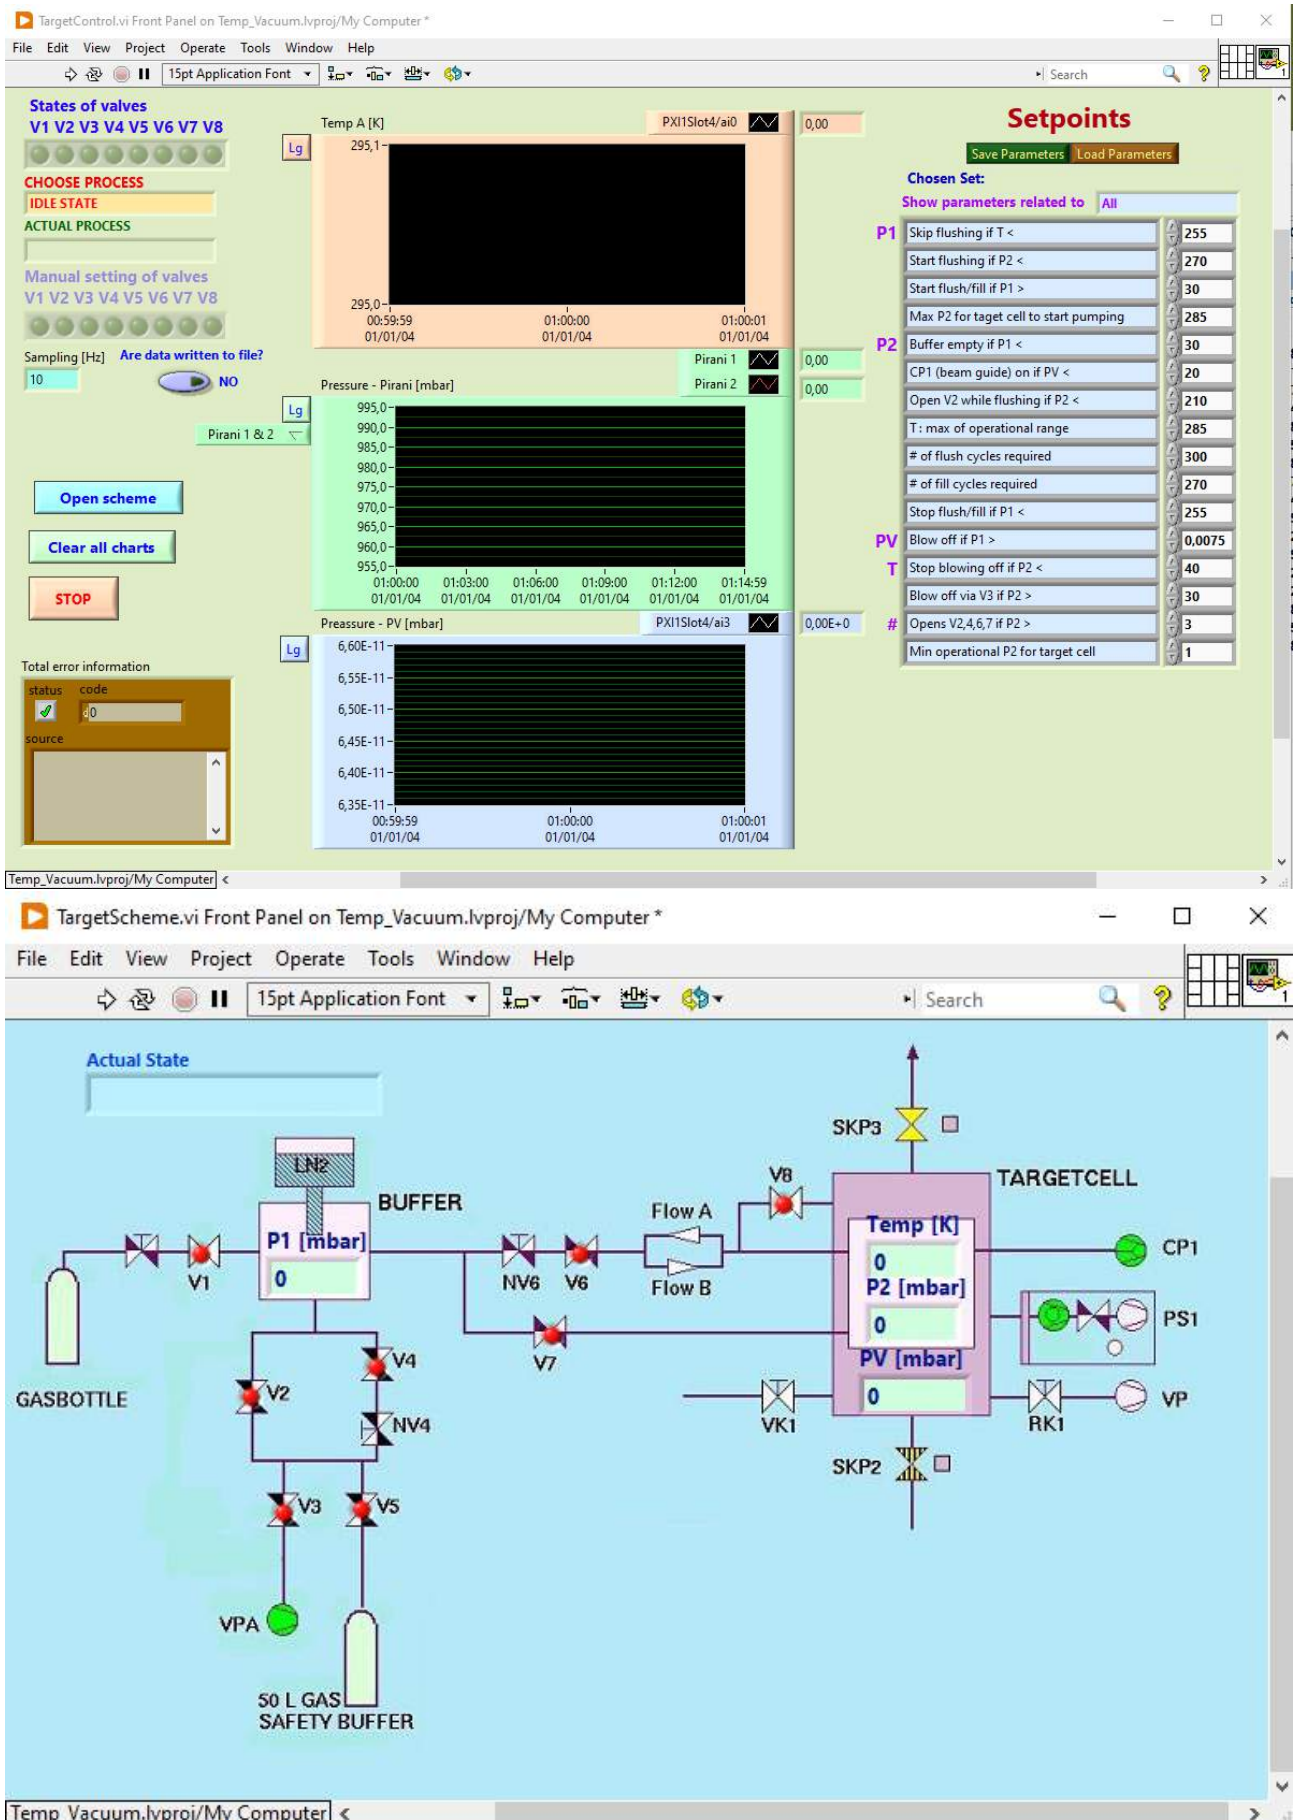 TargetControl.vi Front Panel on Temp_Vacuum.lvproj/My Computer *
File Edit View Project Operate Tools Window Help
15pt Application Font
Search
1
States of valves
V1 V2 V3 V4 V5 V6 V7 V8
CHOOSE PROCESS
IDLE STATE
ACTUAL PROCESS
Manual setting of valves
V1 V2 V3 V4 V5 V6 V7 V8
Sampling [Hz] Are data written to file?
10
NO
Pirani 1 & 2
Open scheme
Clear all charts
STOP
Total error information
status code
0
source
Temp A [K]
PXI1Slot4/ai0
0,00
Lg
295,1
295,0
00:59:59 01:00:00 01:00:01
01/01/04 01/01/04 01/01/04
Pirani 1
0,00
Pirani 2
0,00
Pressure - Pirani [mbar]
Lg
995,0
990,0
985,0
980,0
975,0
970,0
965,0
960,0
955,0
01:00:00 01:03:00 01:06:00 01:09:00 01:12:00 01:14:59
01/01/04 01/01/04 01/01/04 01/01/04 01/01/04 01/01/04
Preassure - PV [mbar]
PXI1Slot4/ai3
0,00E+0
Lg
6,60E-11
6,55E-11
6,50E-11
6,45E-11
6,40E-11
6,35E-11
00:59:59 01:00:00 01:00:01
01/01/04 01/01/04 01/01/04
Setpoints
Save Parameters Load Parameters
Chosen Set:
Show parameters related to All
P1 Skip flushing if T < 255
Start flushing if P2 < 270
Start flush/fill if P1 > 30
Max P2 for taget cell to start pumping 285
P2 Buffer empty if P1 < 30
CP1 (beam guide) on if PV < 20
Open V2 while flushing if P2 < 210
T : max of operational range 285
# of flush cycles required 300
# of fill cycles required 270
Stop flush/fill if P1 < 255
PV Blow off if P1 > 0,0075
T Stop blowing off if P2 < 40
Blow off via V3 if P2 > 30
# Opens V2,4,6,7 if P2 > 3
Min operational P2 for target cell 1
Temp_Vacuum.lvproj/My Computer
TargetScheme.vi Front Panel on Temp_Vacuum.lvproj/My Computer *
File Edit View Project Operate Tools Window Help
15pt Application Font
Search
1
Actual State
SKP3
LN2
BUFFER
V8
TARGETCELL
Flow A
P1 [mbar]
0
V1
NV6
V6
Flow B
Temp [K]
0
P2 [mbar]
0
PV [mbar]
0
CP1
PS1
V7
V4
V2
NV4
GASBOTTLE
VK1
RK1
VP
SKP2
V3
V5
VPA
50 L GAS
SAFETY BUFFER
Temp_Vacuum.lvproj/My Computer